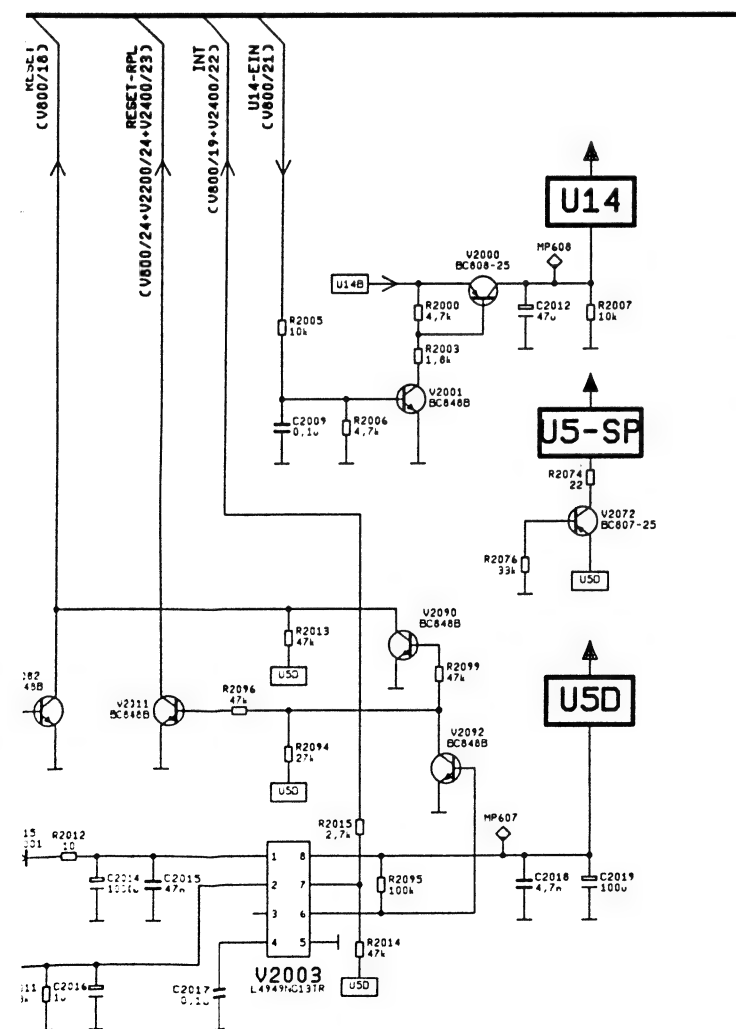 RESET
(V800/18)
RESET-RPL
(V800/24+V2200/24+V2400/23)
INT
(V800/19+V2400/22)
U14-EIN
(V800/21)
U14
MP608
V2000
BC808-25
U14B
R2000
4,7k
C2012
47u
R2007
10k
R2005
10k
R2003
1,8k
V2001
BC848B
C2009
0,1u
R2006
4,7k
U5-SP
R2074
22
V2072
BC807-25
R2076
33k
U5D
V2090
BC848B
R2013
47k
U5D
R2099
47k
U5D
V2011
BC848B
R2096
47k
V2092
BC848B
R2094
27k
U5D
MP607
R2015
2,7k
R2012
10
1
8
C2014
C2015
47n
2
7
R2095
100k
C2018
4,7n
C2019
100u
3
6
4
5
R2014
47k
V2003
L4949NG13TR
U5D
C2016
1u
C2017
0,1u